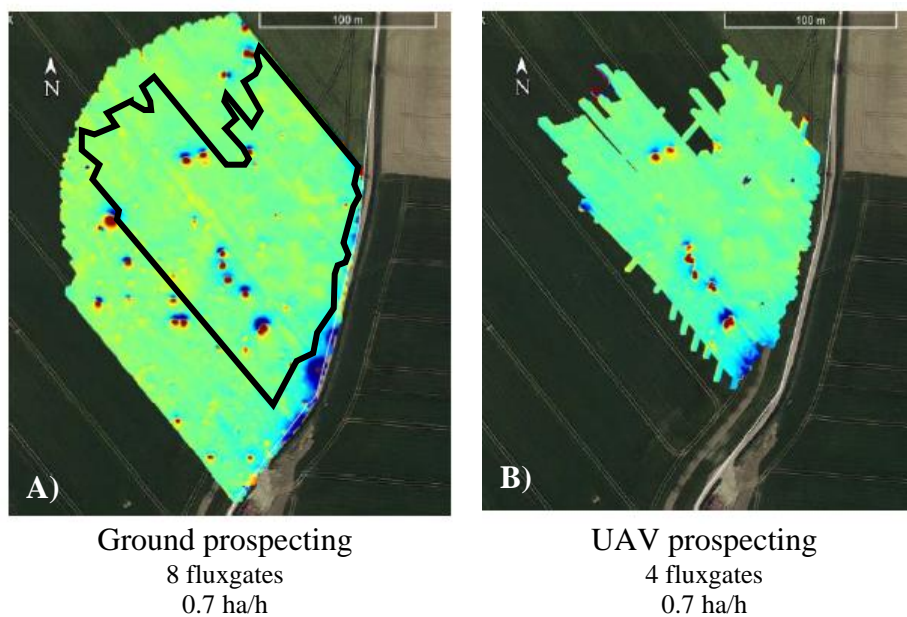 100 m
100 m
N
N
A)
B)
Ground prospecting
8 fluxgates
0.7 ha/h
UAV prospecting
4 fluxgates
0.7 ha/h